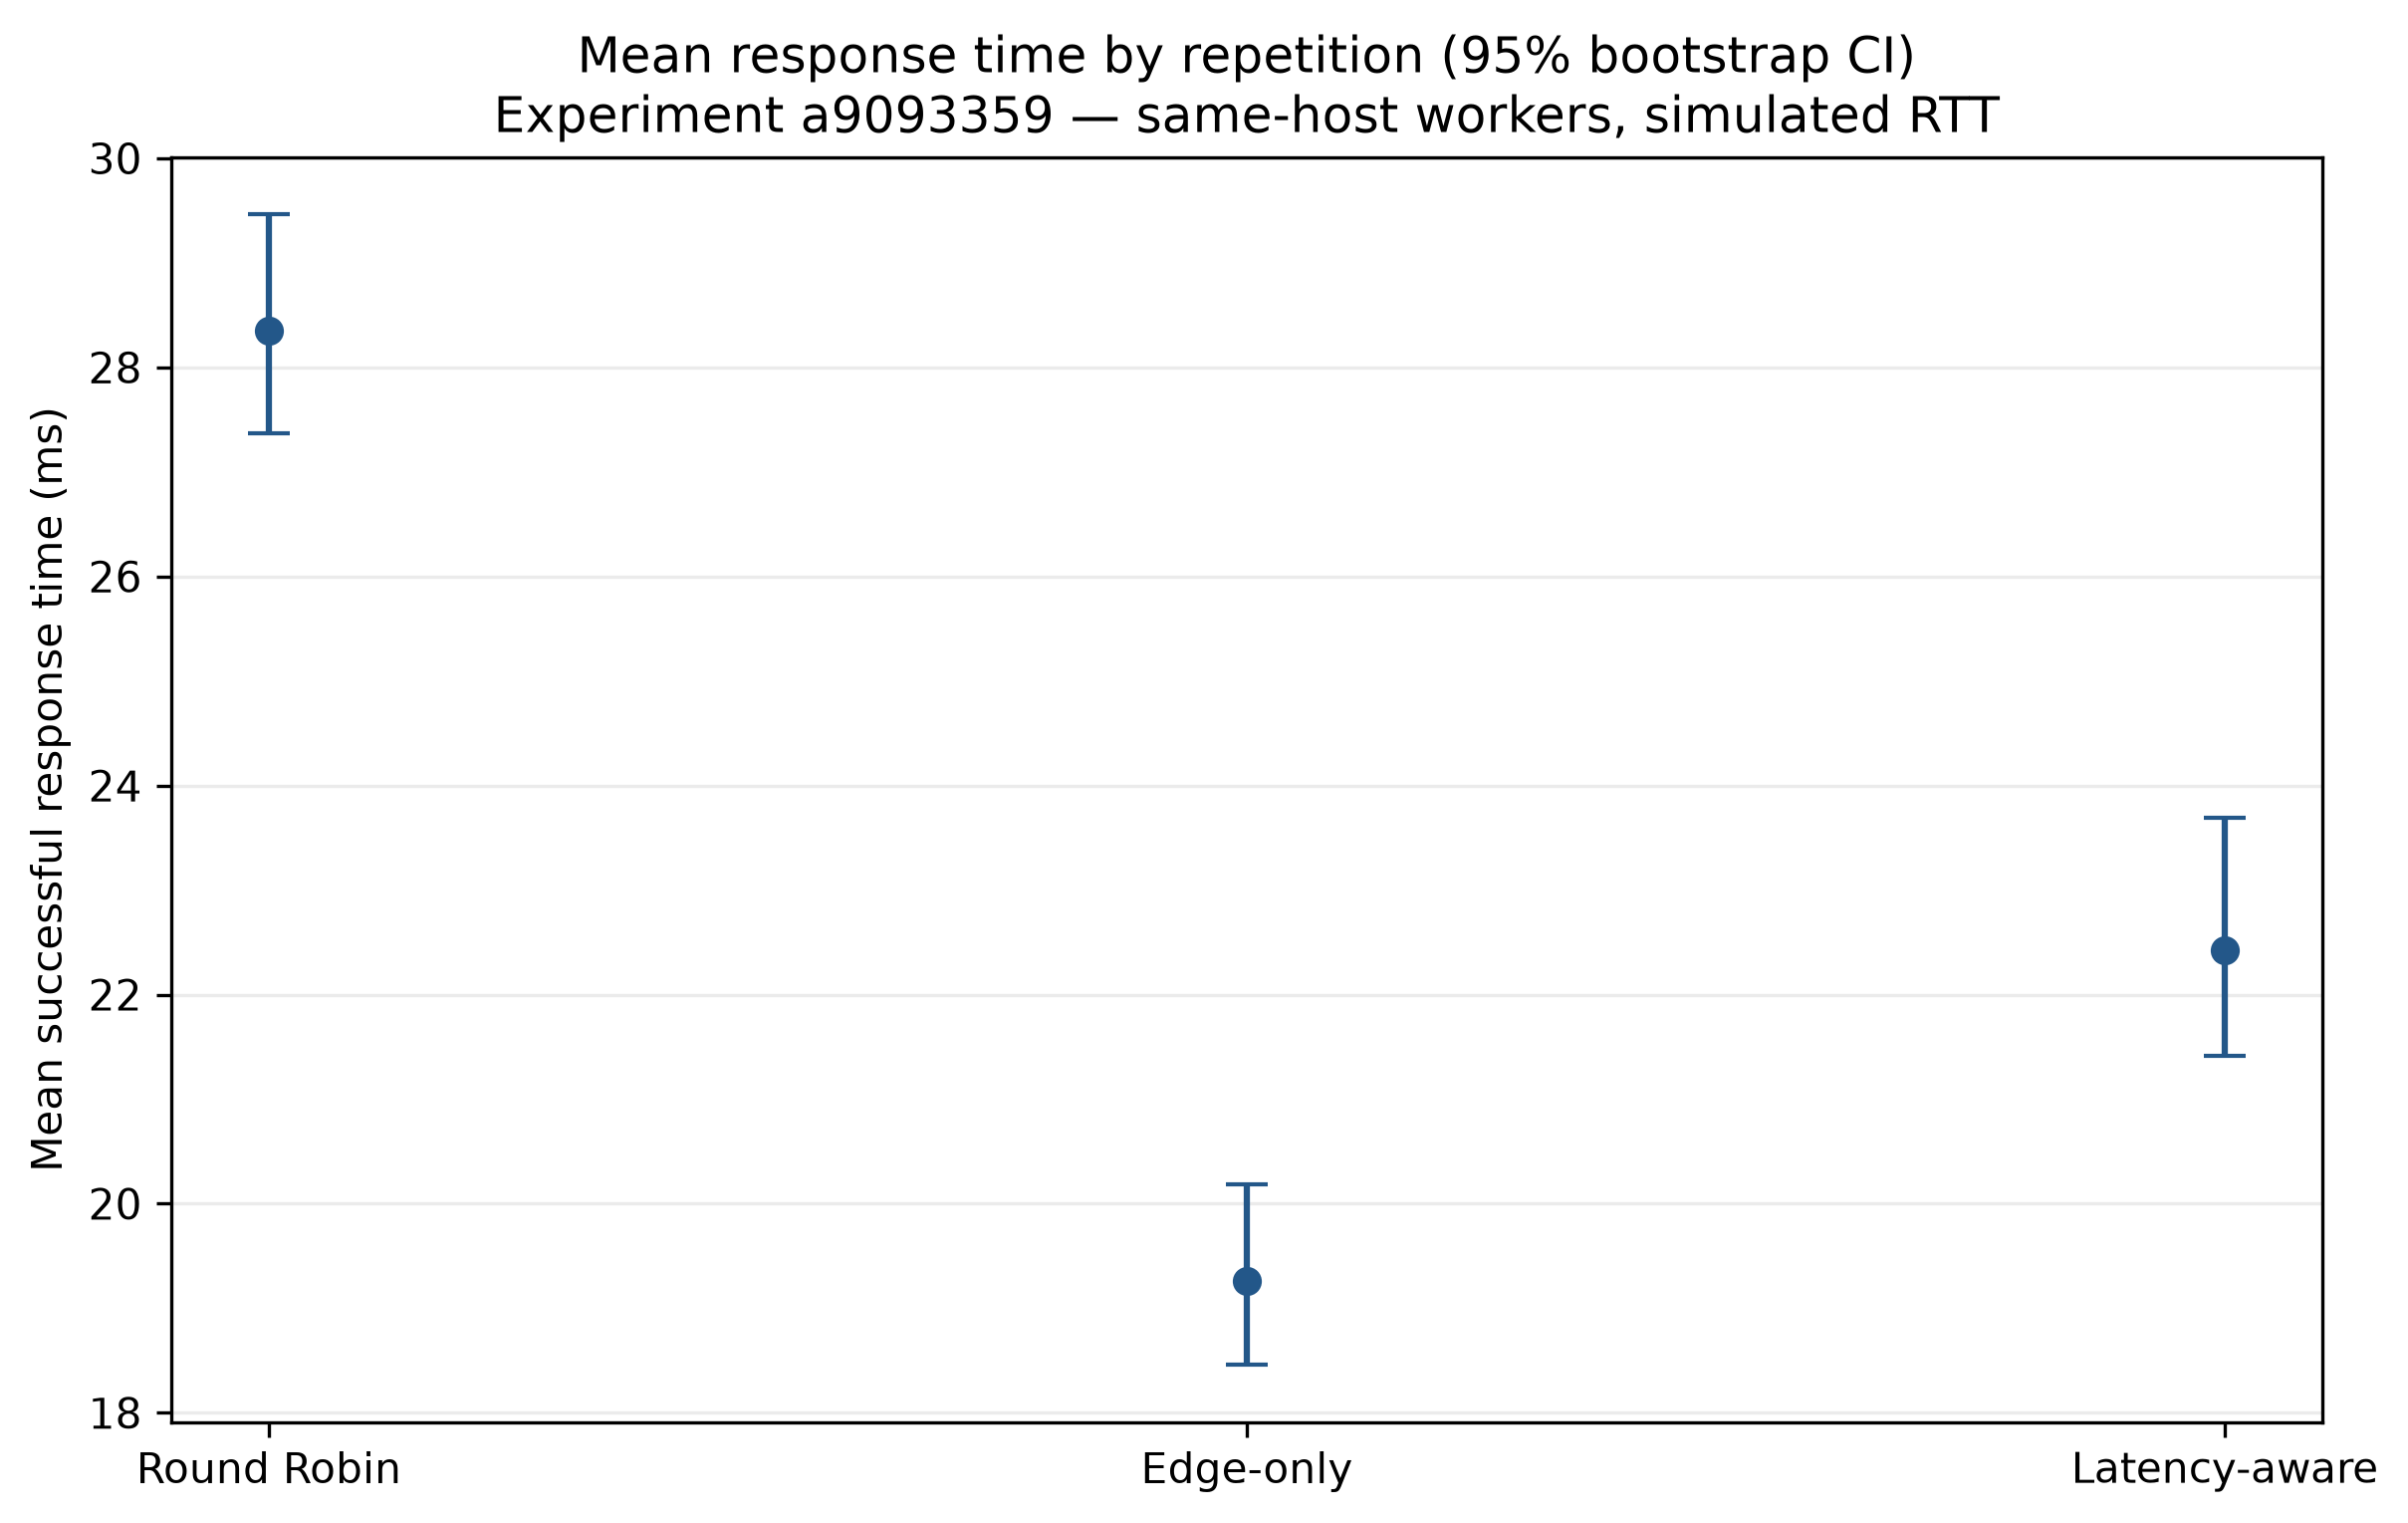 Mean response time by repetition (95% bootstrap CI)
Experiment a9093359 — same-host workers, simulated RTT
Mean successful response time (ms)
30
28
26
24
22
20
18
Round Robin
Edge-only
Latency-aware